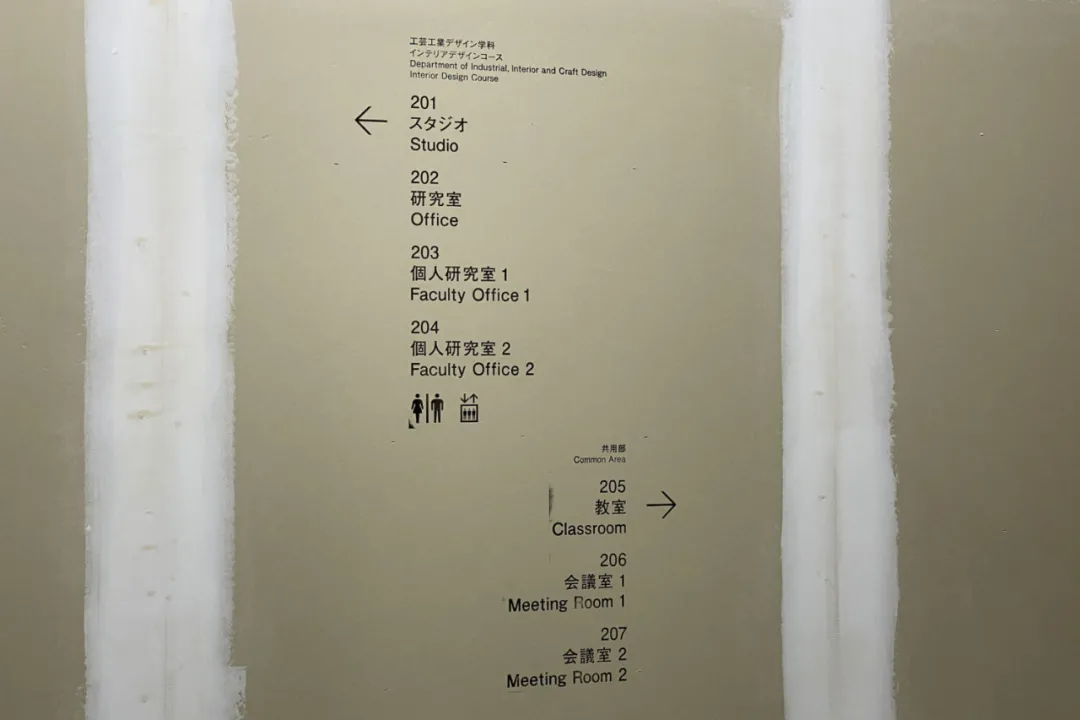 工芸工業デザイン学科
インテリアデザインコース
Department of Industrial, Interior and Craft Design
Interior Design Course
201
スタジオ
Studio
202
研究室
Office
203
個人研究室 1
Faculty Office 1
204
個人研究室 2
Faculty Office 2
共用部
Common Area
205
教室
Classroom
206
会議室 1
Meeting Room 1
207
会議室 2
Meeting Room 2